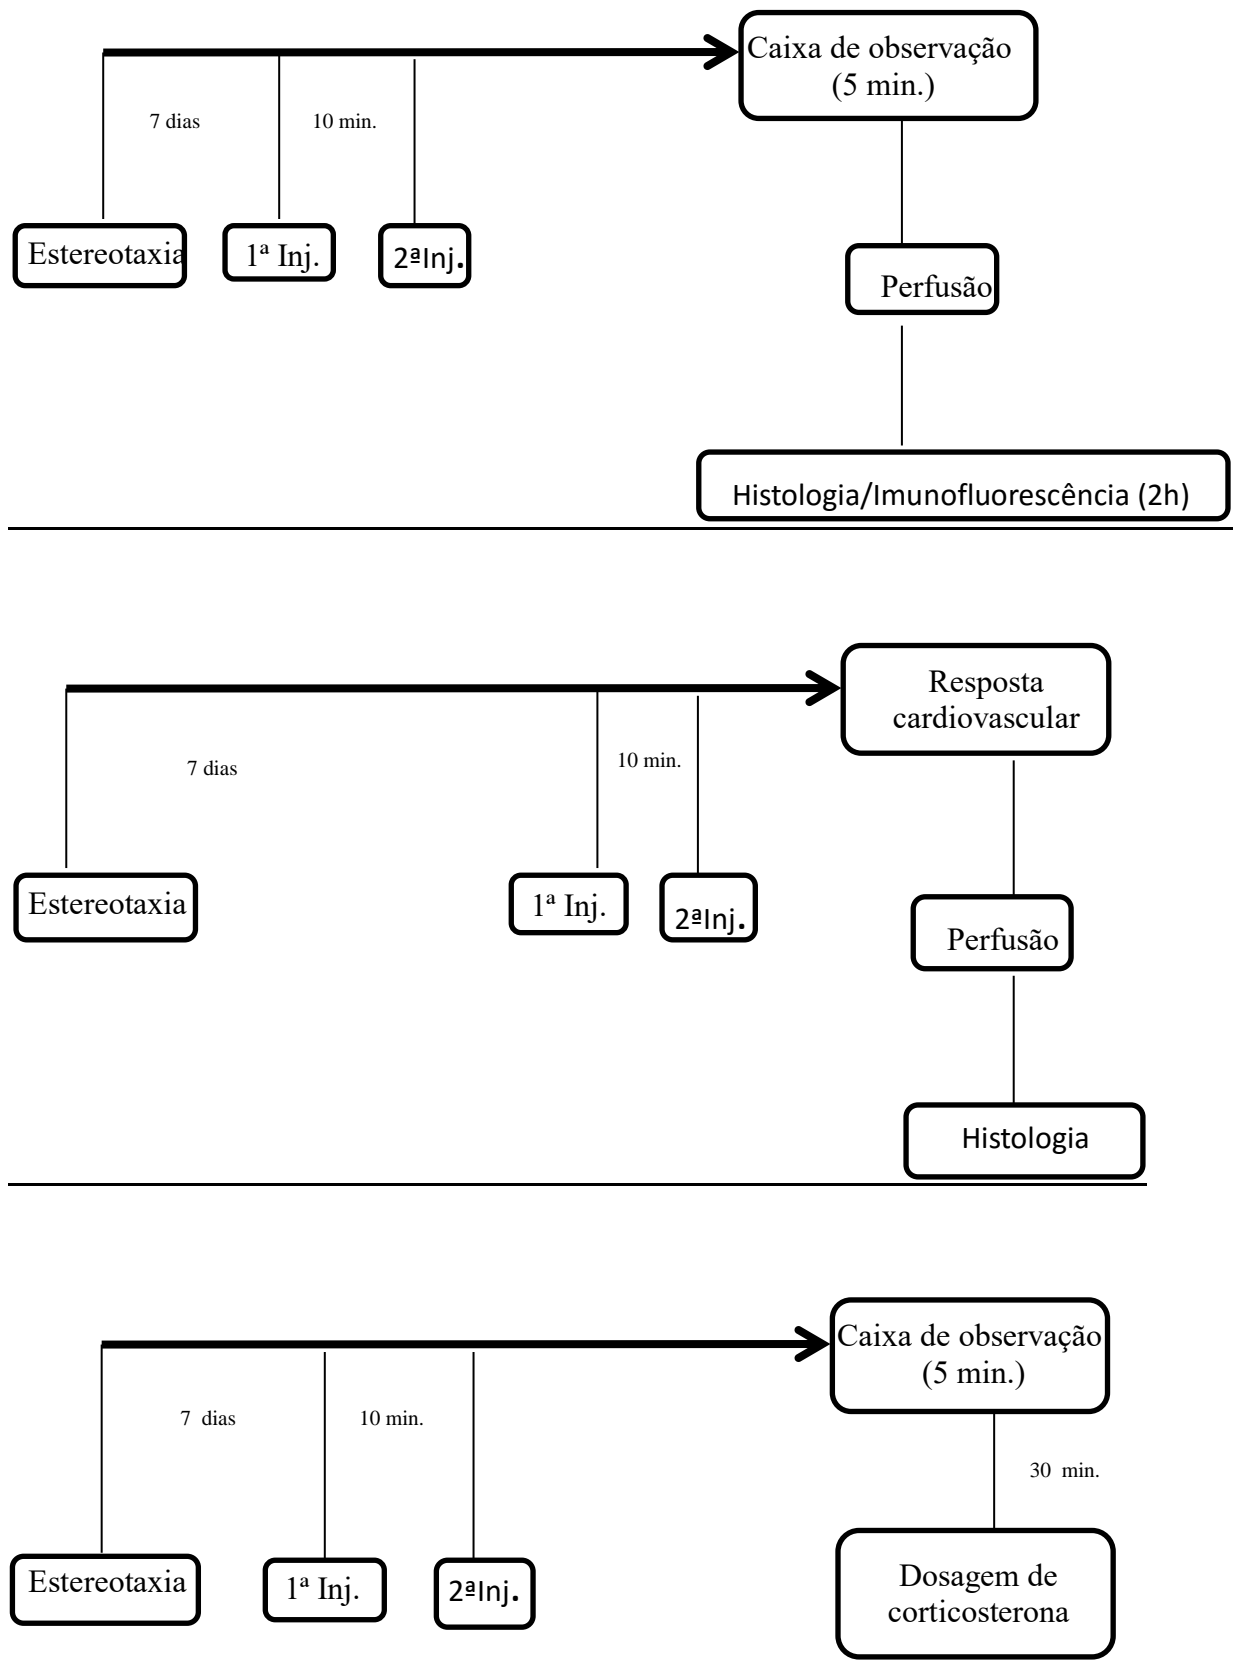 Caixa de observação
(5 min.)
7 dias
10 min.
Estereotaxia
1ª Inj.
2ªInj.
Perfusão
Histologia/Imunofluorescência (2h)
Resposta
cardiovascular
7 dias
10 min.
Estereotaxia
1ª Inj.
2ªInj.
Perfusão
Histologia
Caixa de observação
(5 min.)
7 dias
10 min.
30 min.
Estereotaxia
1ª Inj.
2ªInj.
Dosagem de
corticosterona